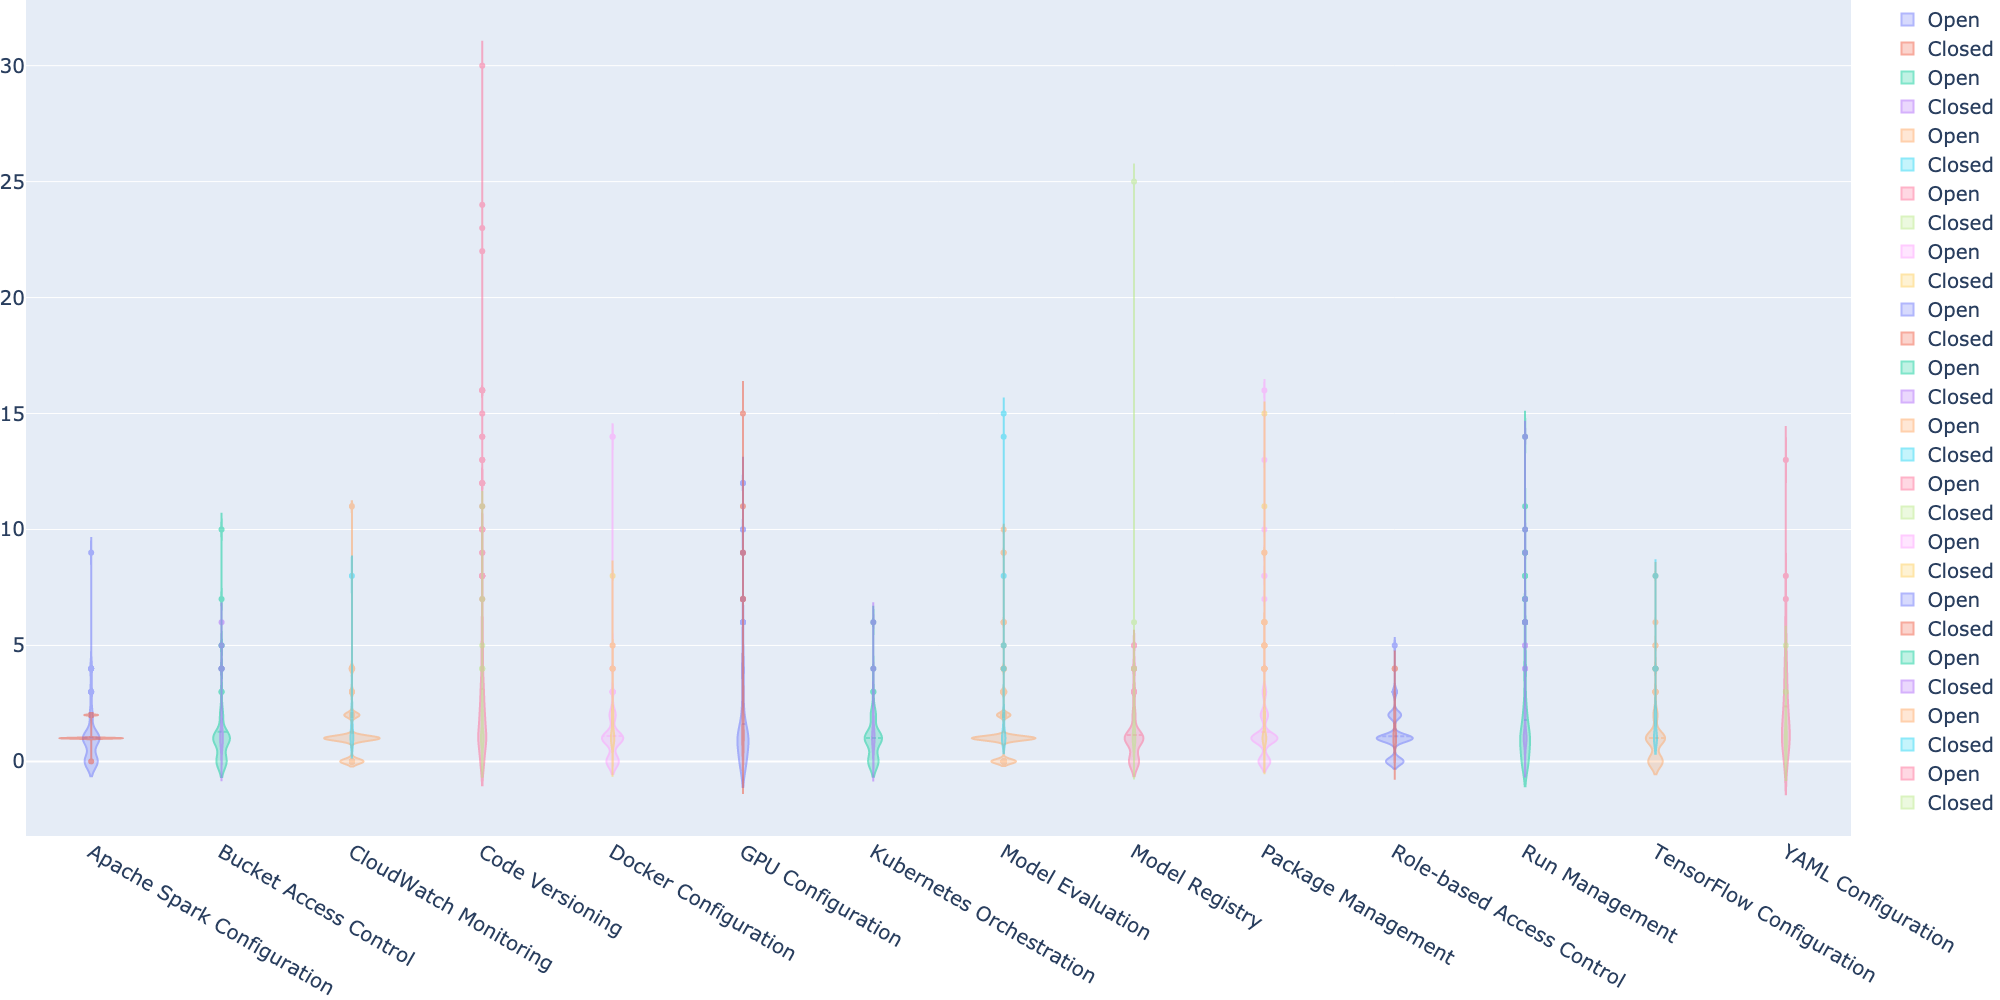 30
25
20
15
10
5
0
Apache Spark Configuration
Bucket Access Control
CloudWatch Monitoring
Code Versioning
Docker Configuration
GPU Configuration
Kubernetes Orchestration
Model Evaluation
Model Registry
Package Management
Role-based Access Control
Run Management
TensorFlow Configuration
YAML Configuration
Open
Closed
Open
Closed
Open
Closed
Open
Closed
Open
Closed
Open
Closed
Open
Closed
Open
Closed
Open
Closed
Open
Closed
Open
Closed
Open
Closed
Open
Closed
Open
Closed